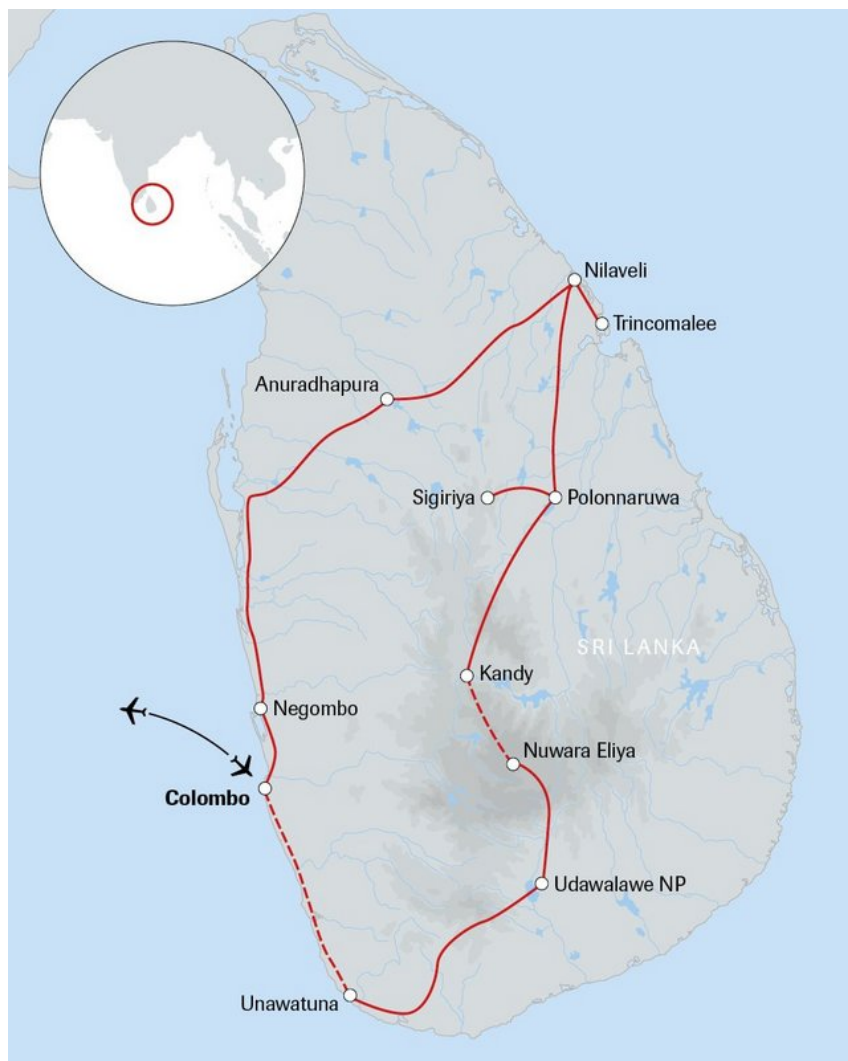 Nilaveli
Trincomalee
Anuradhapura
Sigiriya
Polonnaruwa
SRI LANKA
Kandy
Negombo
Nuwara Eliya
Colombo
Udawalawe NP
Unawatuna